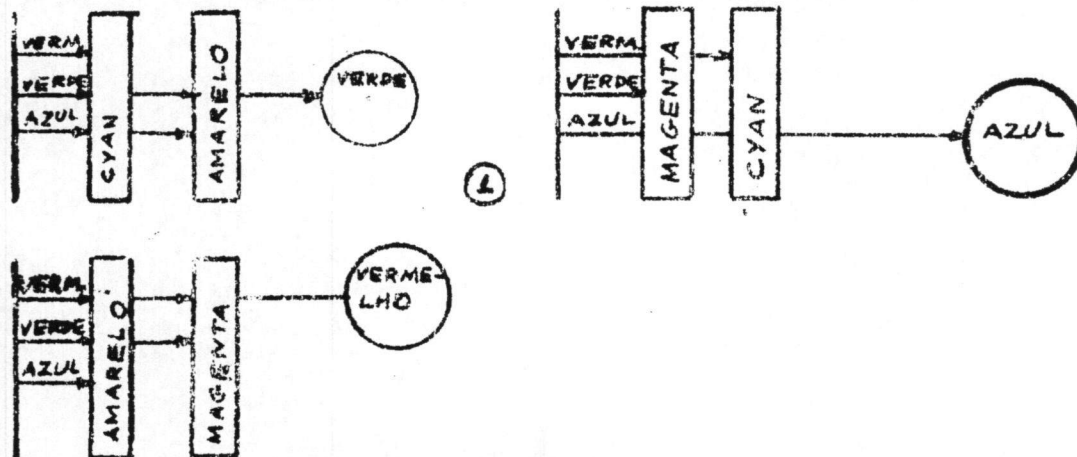 VERM
VERDE
AZUL
CYAN
AMARELO
VERDE
1
VERM
VERDE
AZUL
MAGENTA
CYAN
AZUL
VERM
VERDE
AZUL
AMARELO
MAGENTA
VERME-
LHO